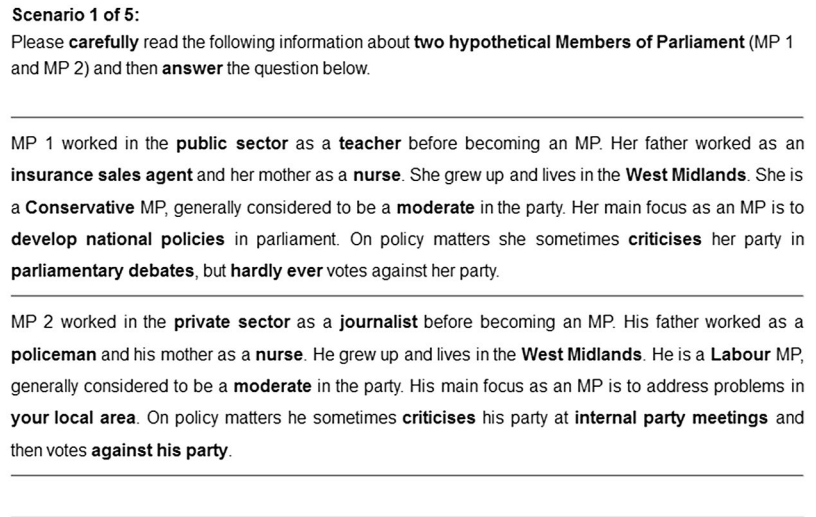 Scenario 1 of 5:
Please carefully read the following information about two hypothetical Members of Parliament (MP 1
and MP 2) and then answer the question below.
MP 1 worked in the public sector as a teacher before becoming an MP. Her father worked as an
insurance sales agent and her mother as a nurse. She grew up and lives in the West Midlands. She is
a Conservative MP, generally considered to be a moderate in the party. Her main focus as an MP is to
develop national policies in parliament. On policy matters she sometimes criticises her party in
parliamentary debates, but hardly ever votes against her party.
MP 2 worked in the private sector as a journalist before becoming an MP. His father worked as a
policeman and his mother as a nurse. He grew up and lives in the West Midlands. He is a Labour MP,
generally considered to be a moderate in the party. His main focus as an MP is to address problems in
your local area. On policy matters he sometimes criticises his party at internal party meetings and
then votes against his party.